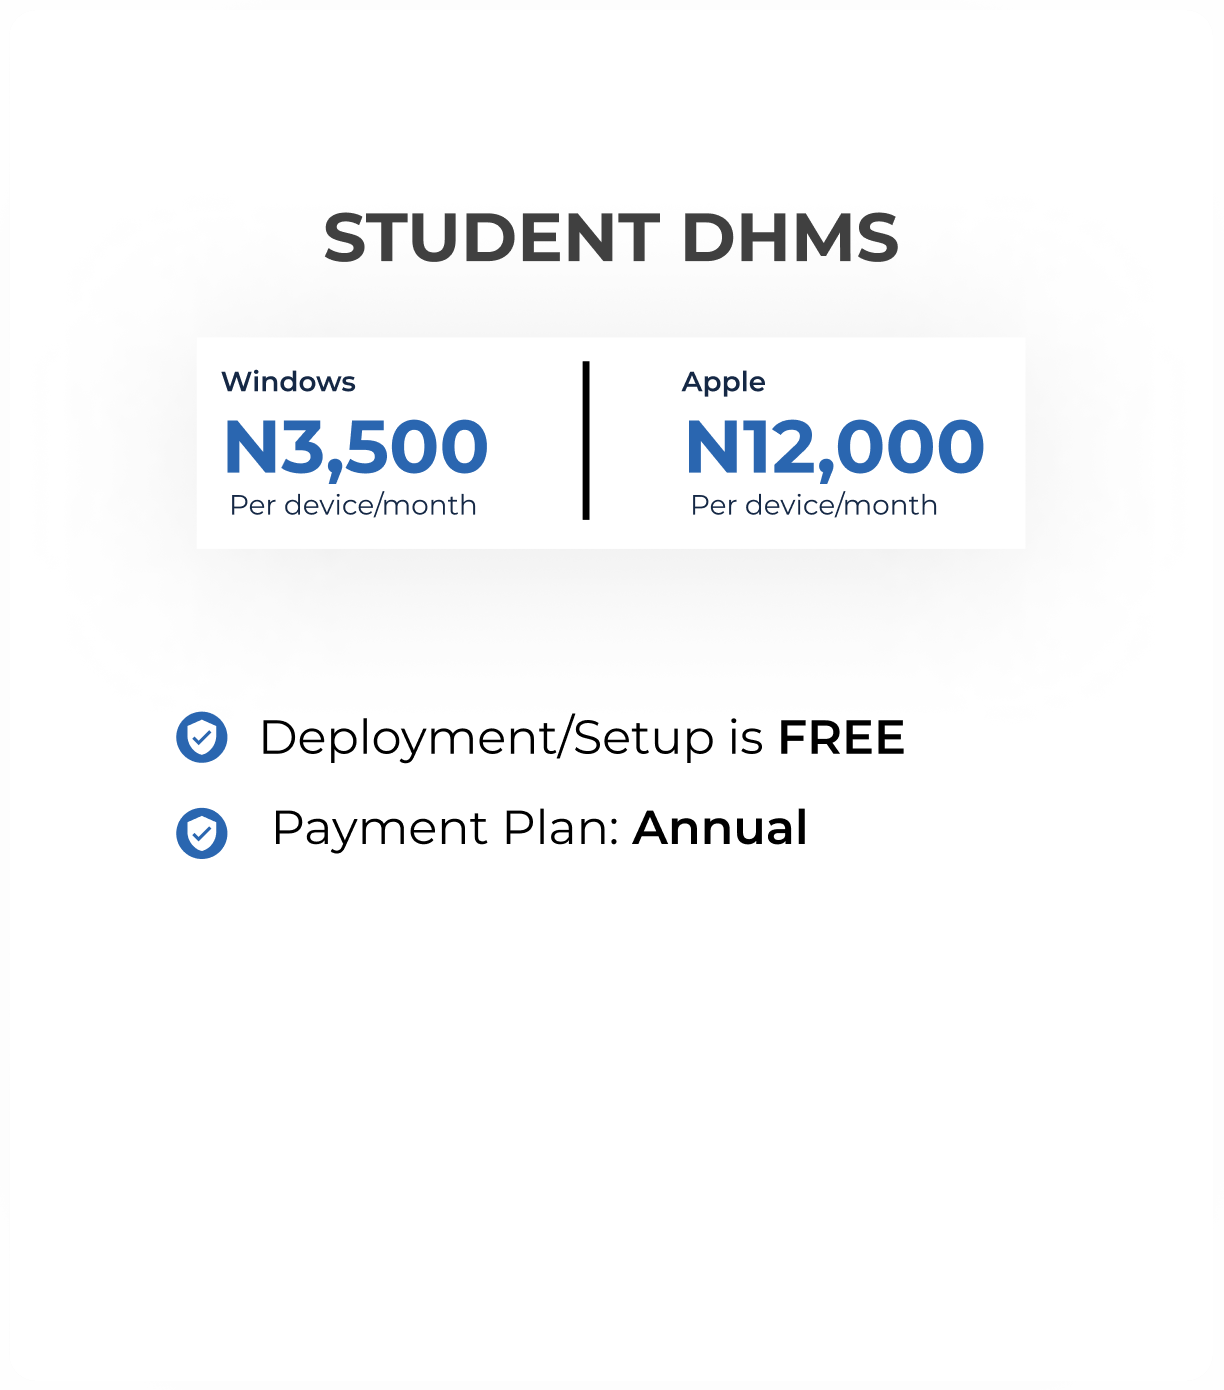 STUDENT DHMS
Windows
N3,500
Per device/month
Apple
N12,000
Per device/month
Deployment/Setup is FREE
Payment Plan: Annual